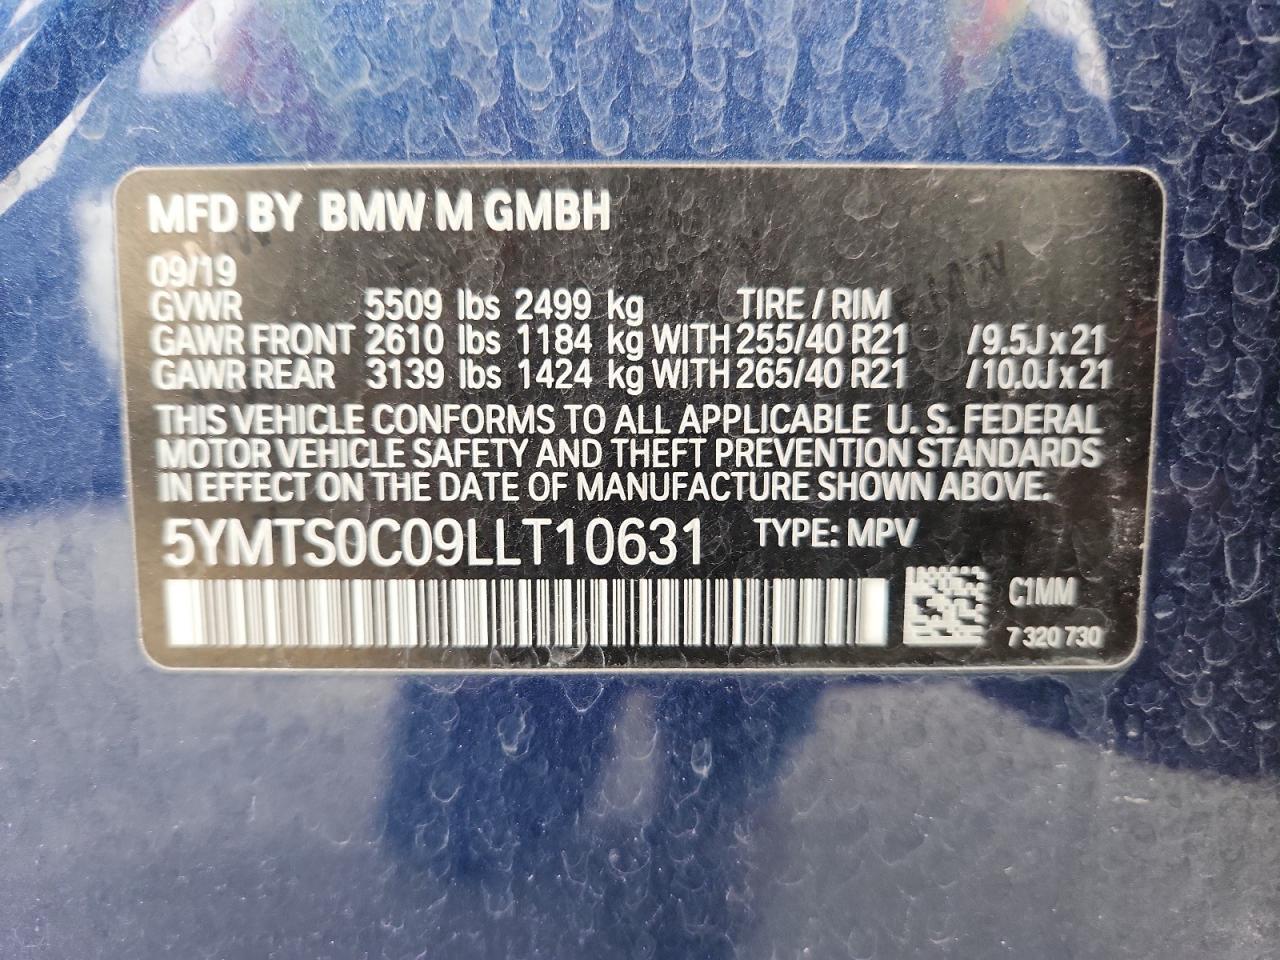 MFD BY BMW M GMBH
09/19
GVWR 5509 lbs 2499 kg TIRE / RIM
GAWR FRONT 2610 lbs 1184 kg WITH 255/40 R21 /9.5J x 21
GAWR REAR 3139 lbs 1424 kg WITH 265/40 R21 /10.0J x 21
THIS VEHICLE CONFORMS TO ALL APPLICABLE U. S. FEDERAL
MOTOR VEHICLE SAFETY AND THEFT PREVENTION STANDARDS
IN EFFECT ON THE DATE OF MANUFACTURE SHOWN ABOVE.
5YMTS0C09LLT10631 TYPE: MPV
C1MM
7 320 730